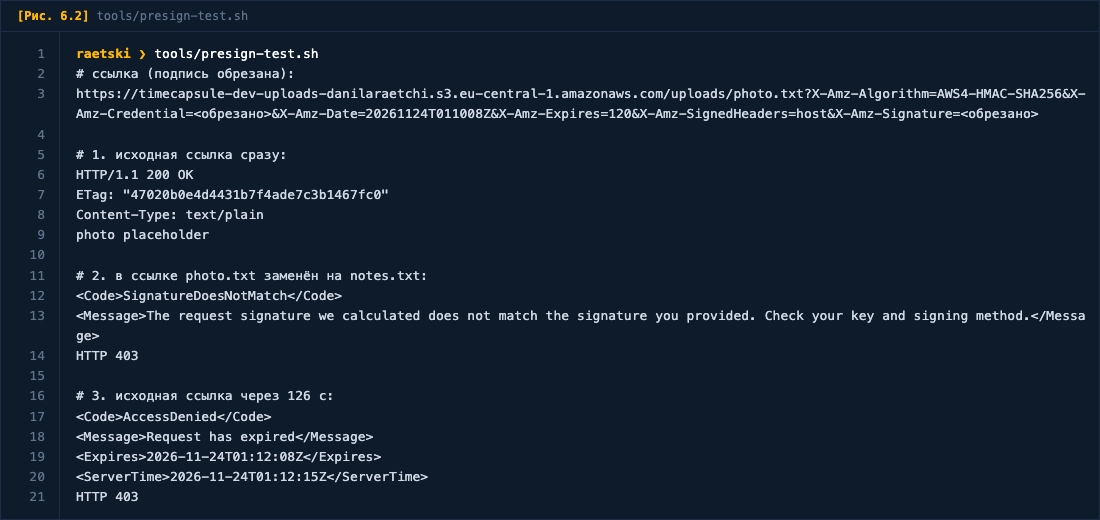 [Рис. 6.2] tools/presign-test.sh
1 raetski ❯ tools/presign-test.sh
2 # ссылка (подпись обрезана):
3 https://timecapsule-dev-uploads-danilaraetchi.s3.eu-central-1.amazonaws.com/uploads/photo.txt?X-Amz-Algorithm=AWS4-HMAC-SHA256&X-
Amz-Credential=<обрезано>&X-Amz-Date=20261124T011008Z&X-Amz-Expires=120&X-Amz-SignedHeaders=host&X-Amz-Signature=<обрезано>
4
5 # 1. исходная ссылка сразу:
6 HTTP/1.1 200 OK
7 ETag: "47020b0e4d4431b7f4ade7c3b1467fc0"
8 Content-Type: text/plain
9 photo placeholder
10
11 # 2. в ссылке photo.txt заменён на notes.txt:
12 <Code>SignatureDoesNotMatch</Code>
13 <Message>The request signature we calculated does not match the signature you provided. Check your key and signing method.</Messa
ge>
14 HTTP 403
15
16 # 3. исходная ссылка через 126 с:
17 <Code>AccessDenied</Code>
18 <Message>Request has expired</Message>
19 <Expires>2026-11-24T01:12:08Z</Expires>
20 <ServerTime>2026-11-24T01:12:15Z</ServerTime>
21 HTTP 403